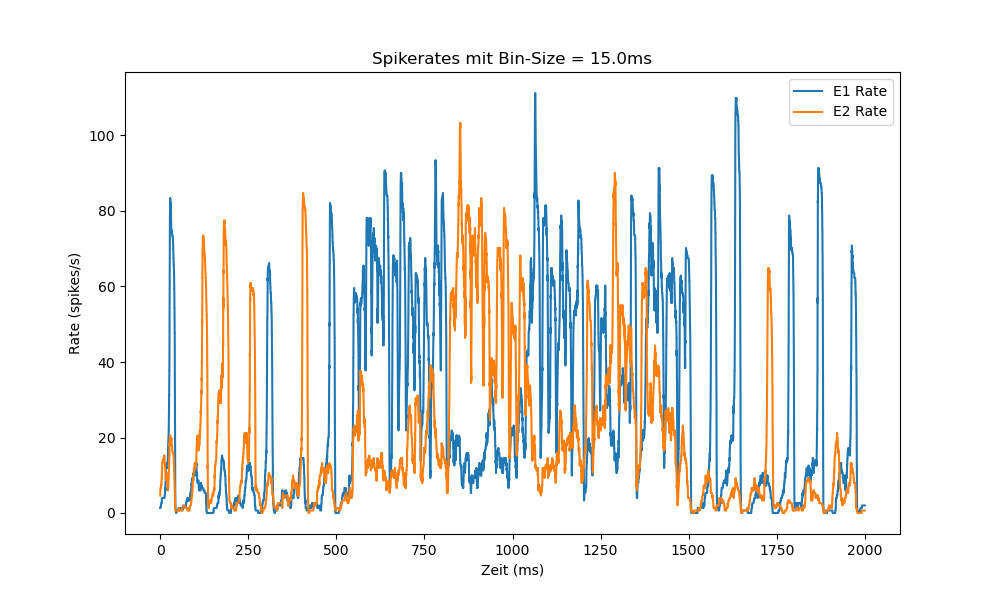 Spikerates mit Bin-Size = 15.0ms
E1 Rate
E2 Rate
Rate (spikes/s)
100
80
60
40
20
0
0 250 500 750 1000 1250 1500 1750 2000
Zeit (ms)